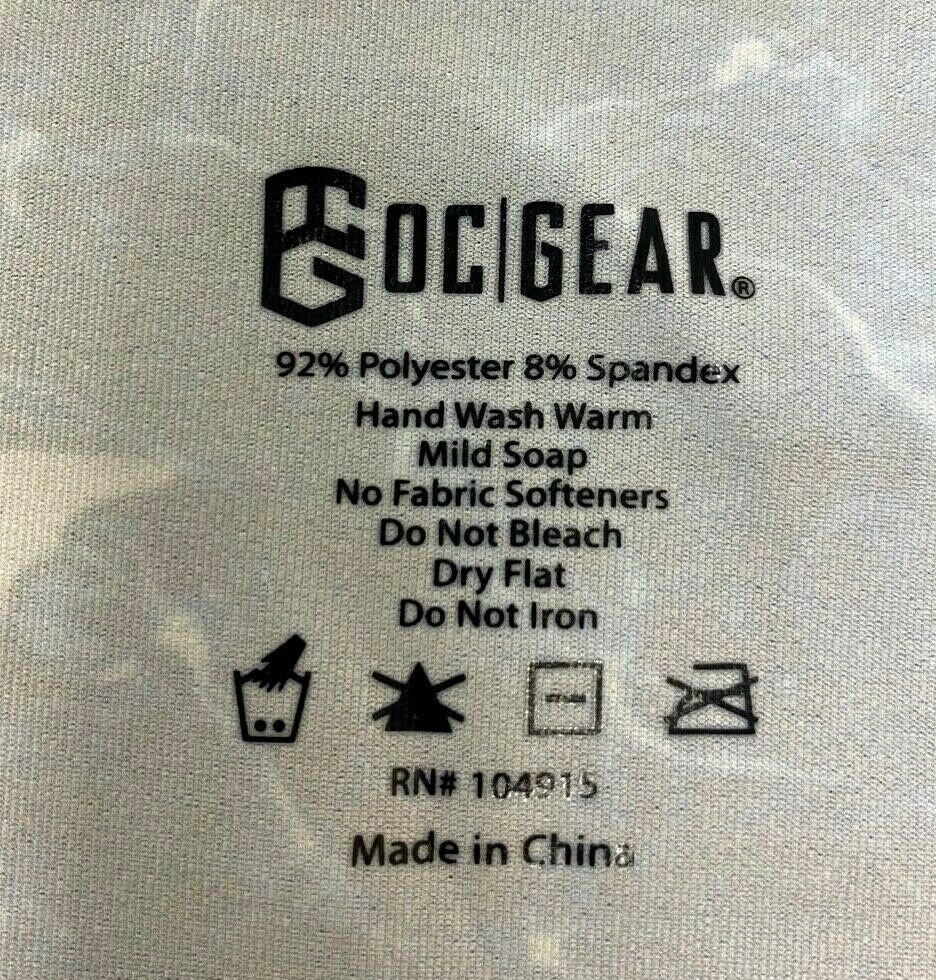 OC|GEAR®
92% Polyester 8% Spandex
Hand Wash Warm
Mild Soap
No Fabric Softeners
Do Not Bleach
Dry Flat
Do Not Iron
RN# 104915
Made in China